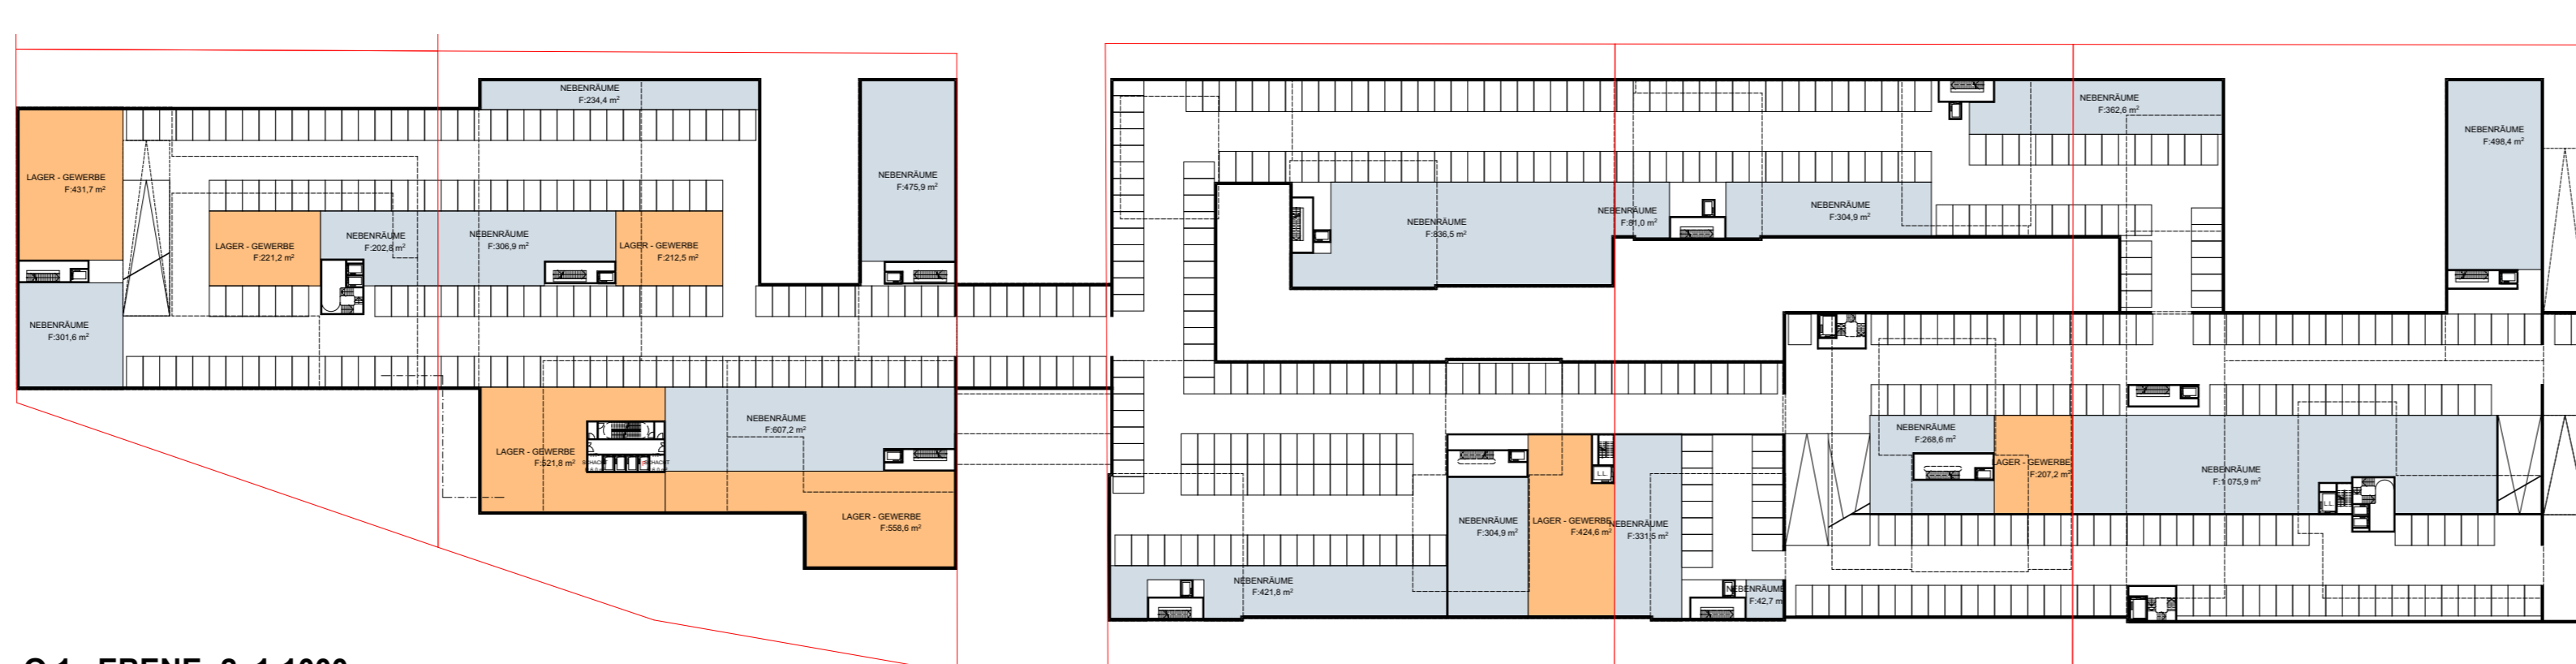 NEBENRÄUME
F:234,4 m²
LAGER - GEWERBE
F:431,7 m²
NEBENRÄUME
F:475,9 m²
LAGER - GEWERBE
F:221,2 m²
NEBENRÄUME
F:202,8 m²
NEBENRÄUME
F:306,9 m²
LAGER - GEWERBE
F:212,5 m²
NEBENRÄUME
F:301,6 m²
NEBENRÄUME
F:607,2 m²
LAGER - GEWERBE
F:521,8 m²
LAGER - GEWERBE
F:558,6 m²
NEBENRÄUME
F:362,6 m²
NEBENRÄUME
F:498,4 m²
NEBENRÄUME
F:836,5 m²
NEBENRÄUME
F:81,0 m²
NEBENRÄUME
F:304,9 m²
NEBENRÄUME
F:268,6 m²
LAGER - GEWERBE
F:207,2 m²
NEBENRÄUME
F:1 075,9 m²
NEBENRÄUME
F:304,9 m²
LAGER - GEWERBE
F:424,6 m²
NEBENRÄUME
F:331,5 m²
NEBENRÄUME
F:421,8 m²
NEBENRÄUME
F:42,7 m